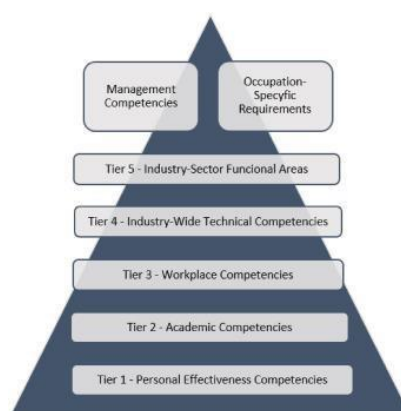 Management
Competencies
Occupation-
Specyfic
Requirements
Tier 5 - Industry-Sector Funcional Areas
Tier 4 - Industry-Wide Technical Competencies
Tier 3 - Workplace Competencies
Tier 2 - Academic Competencies
Tier 1 - Personal Effectiveness Competencies